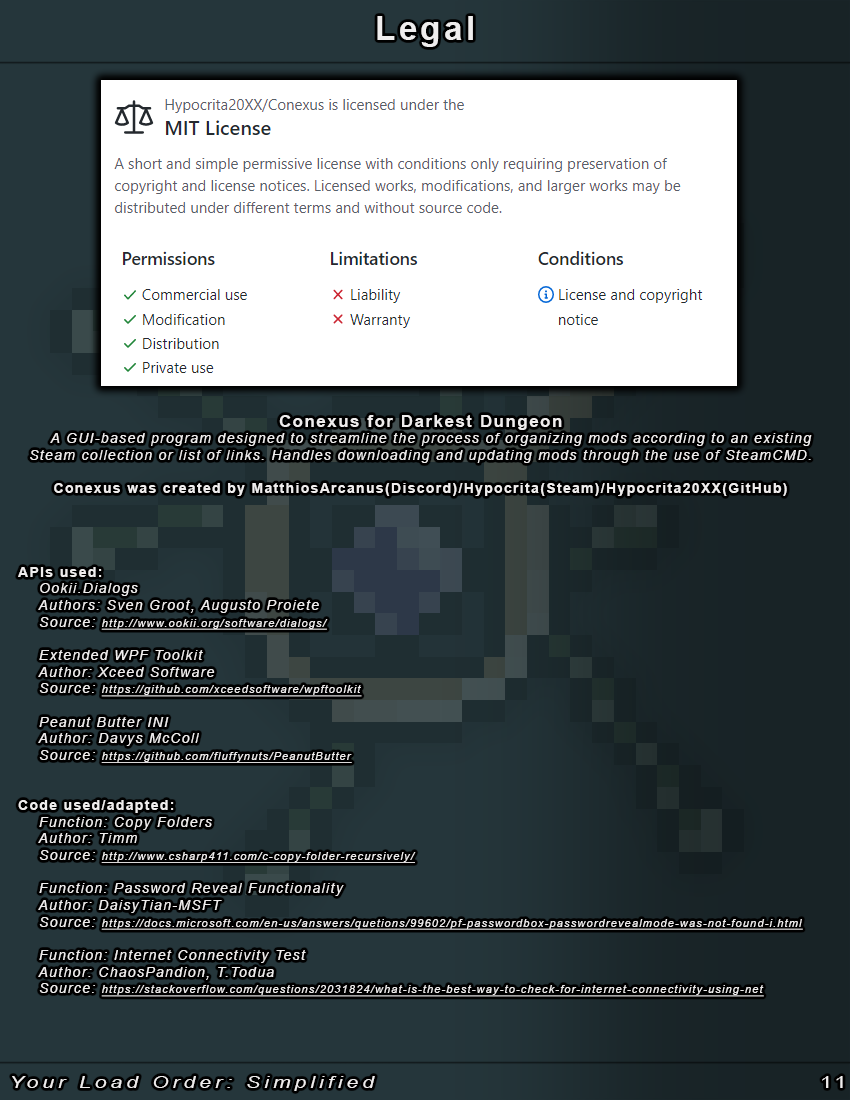 Legal
Hypocrita20XX/Conexus is licensed under the
MIT License
A short and simple permissive license with conditions only requiring preservation of
copyright and license notices. Licensed works, modifications, and larger works may be
distributed under different terms and without source code.
Permissions
Commercial use
Modification
Distribution
Private use
Limitations
Liability
Warranty
Conditions
License and copyright
notice
Conexus for Darkest Dungeon
A GUI-based program designed to streamline the process of organizing mods according to an existing
Steam collection or list of links. Handles downloading and updating mods through the use of SteamCMD.
Conexus was created by MatthiosArcanus(Discord)/Hypocrita(Steam)/Hypocrita20XX(GitHub)
APIs used:
Ookii.Dialogs
Authors: Sven Groot, Augusto Proiete
Source: http://www.ookii.org/software/dialogs/
Extended WPF Toolkit
Author: Xceed Software
Source: https://github.com/xceedsoftware/wpftoolkit
Peanut Butter INI
Author: Davys McColl
Source: https://github.com/fluffynuts/PeanutButter
Code used/adapted:
Function: Copy Folders
Author: Timm
Source: http://www.csharp411.com/c-copy-folder-recursively/
Function: Password Reveal Functionality
Author: DaisyTian-MSFT
Source: https://docs.microsoft.com/en-us/answers/quetions/99602/pf-passwordbox-passwordrevealmode-was-not-found-i.html
Function: Internet Connectivity Test
Author: ChaosPandion, T.Todua
Source: https://stackoverflow.com/questions/2031824/what-is-the-best-way-to-check-for-internet-connectivity-using-net
Your Load Order: Simplified
11